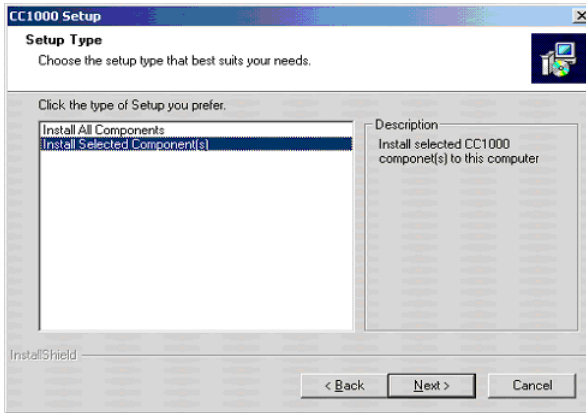 CC1000 Setup
Setup Type
Choose the setup type that best suits your needs.
Click the type of Setup you prefer.
Install All Components
Install Selected Component(s)
Description
Install selected CC1000
componet(s) to this computer
InstallShield
< Back
Next >
Cancel